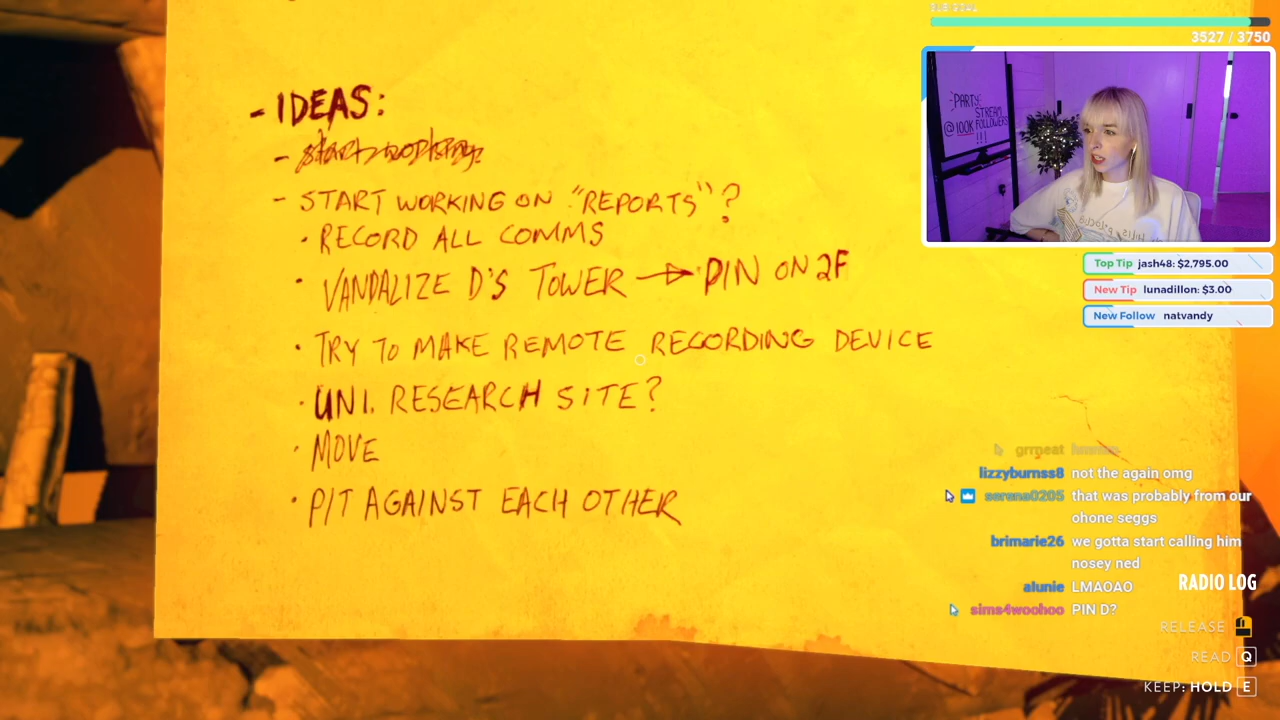 - IDEAS:
- START WORKING ON "REPORTS"?
· RECORD ALL COMMS
· VANDALIZE D'S TOWER → PIN ON 2F
· TRY TO MAKE REMOTE RECORDING DEVICE
· UNI. RESEARCH SITE?
· MOVE
· PIT AGAINST EACH OTHER
3527 / 3750
PARTY
STREAM
@100K FOLLOWERS
!!!
Top Tip jash48: $2,795.00
New Tip lunadillon: $3.00
New Follow natvandy
grmeat
lizzyburnss8 not the again omg
serena0205 that was probably from our
ohone seggs
brimarie26 we gotta start calling him
nosey ned
alunie LMAOAO
sims4woohoo PIN D?
RADIO LOG
RELEASE
READ Q
KEEP: HOLD E